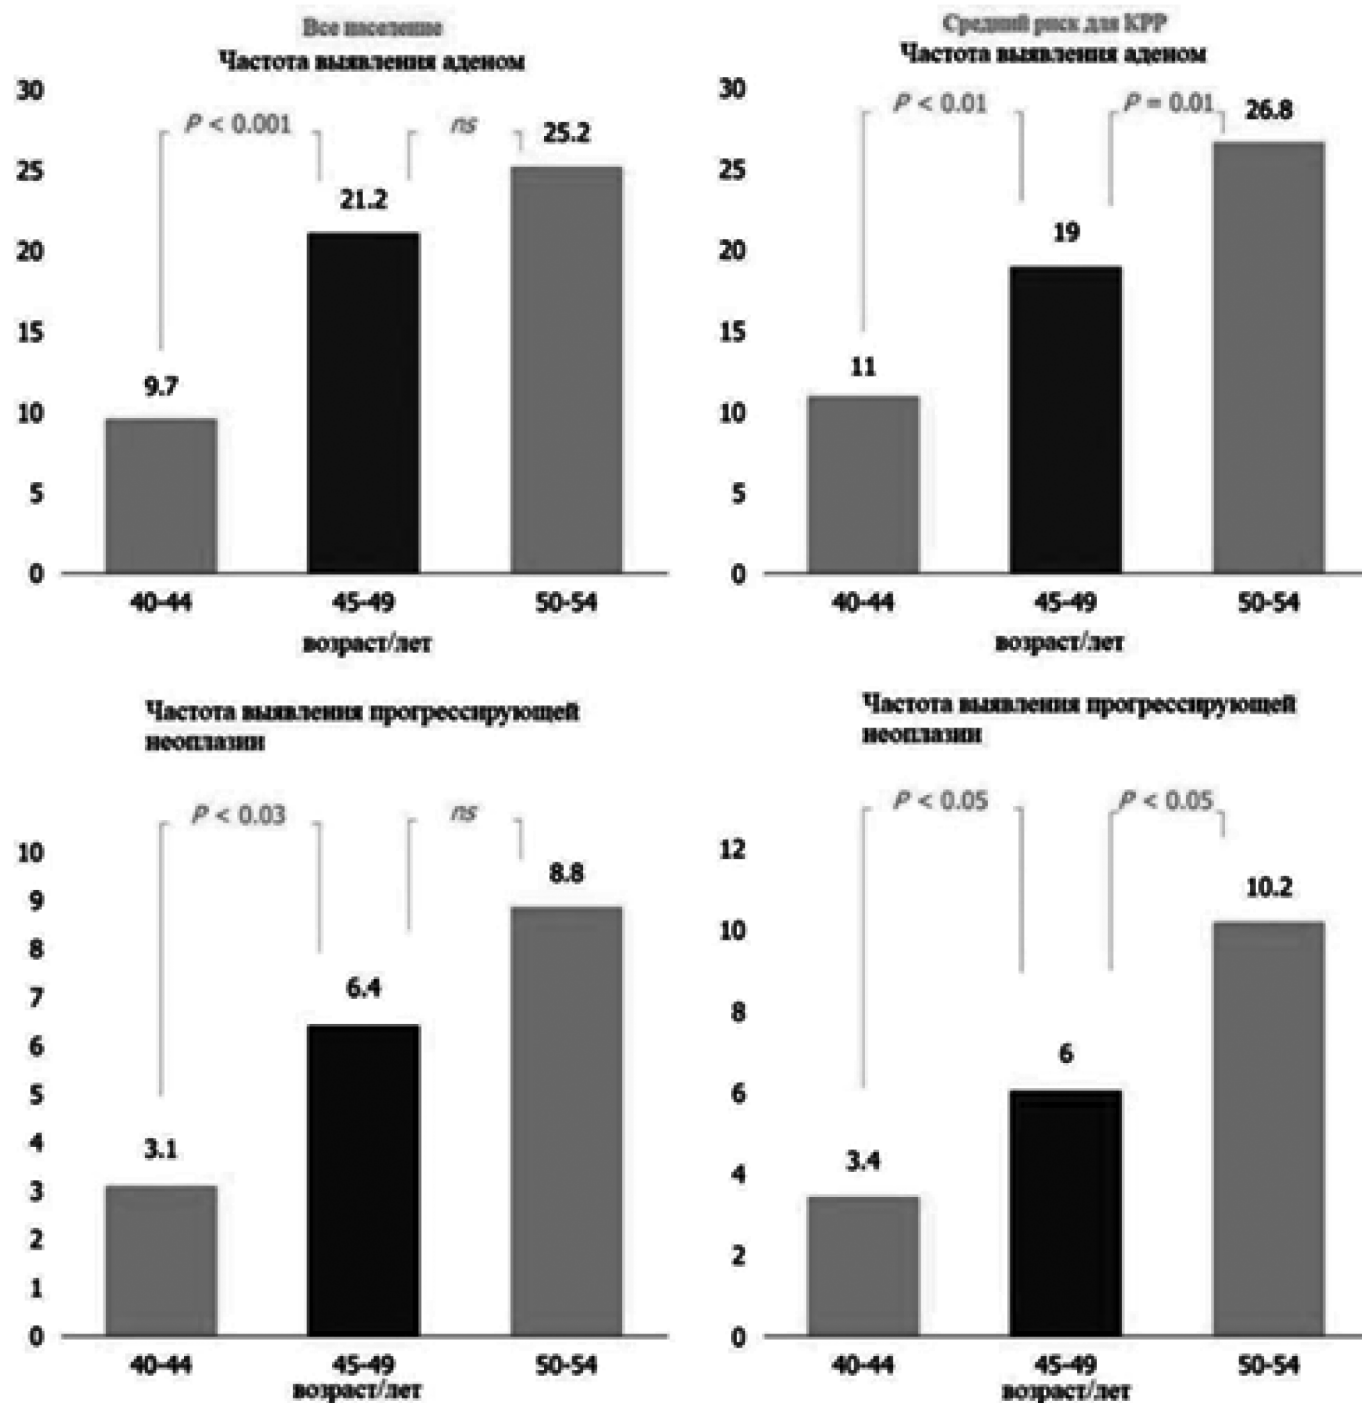 Все население
Частота выявления аденом
30
25
20
15
10
5
0
P < 0.001
ns
9.7
21.2
25.2
40-44
45-49
50-54
возраст/лет
Средний риск для КРР
Частота выявления аденом
30
25
20
15
10
5
0
P < 0.01
P = 0.01
11
19
26.8
40-44
45-49
50-54
возраст/лет
Частота выявления прогрессирующей
неоплазии
10
9
8
7
6
5
4
3
2
1
0
P < 0.03
ns
3.1
6.4
8.8
40-44
45-49
50-54
возраст/лет
Частота выявления прогрессирующей
неоплазии
12
10
8
6
4
2
0
P < 0.05
P < 0.05
3.4
6
10.2
40-44
45-49
50-54
возраст/лет